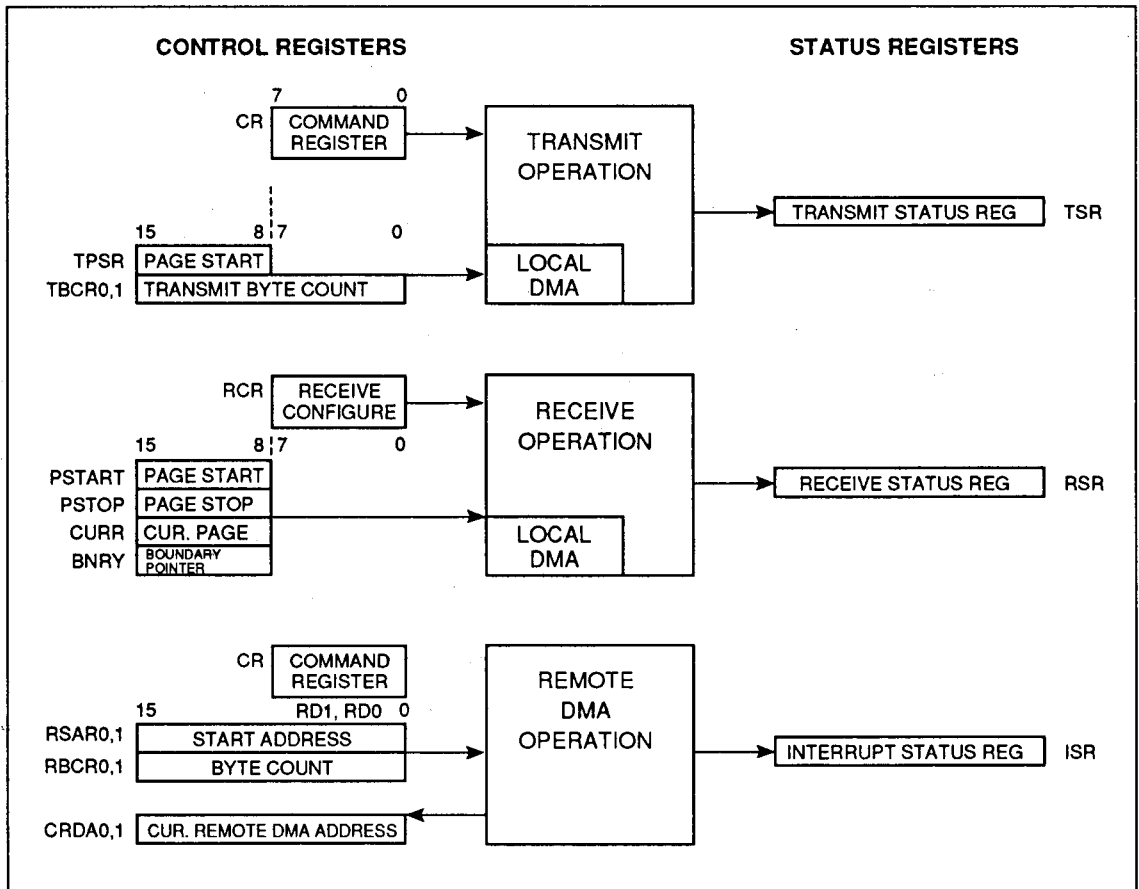 CONTROL REGISTERS STATUS REGISTERS
7 0
CR COMMAND REGISTER
TRANSMIT OPERATION
TRANSMIT STATUS REG TSR
15 8 7 0
TPSR PAGE START
TBCR0,1 TRANSMIT BYTE COUNT
LOCAL DMA
RCR RECEIVE CONFIGURE
RECEIVE OPERATION
15 8 7 0
PSTART PAGE START
PSTOP PAGE STOP
CURR CUR. PAGE
BNRY BOUNDARY POINTER
LOCAL DMA
RECEIVE STATUS REG RSR
CR COMMAND REGISTER
REMOTE DMA OPERATION
15 RD1, RD0 0
RSAR0,1 START ADDRESS
RBCR0,1 BYTE COUNT
INTERRUPT STATUS REG ISR
CRDA0,1 CUR. REMOTE DMA ADDRESS